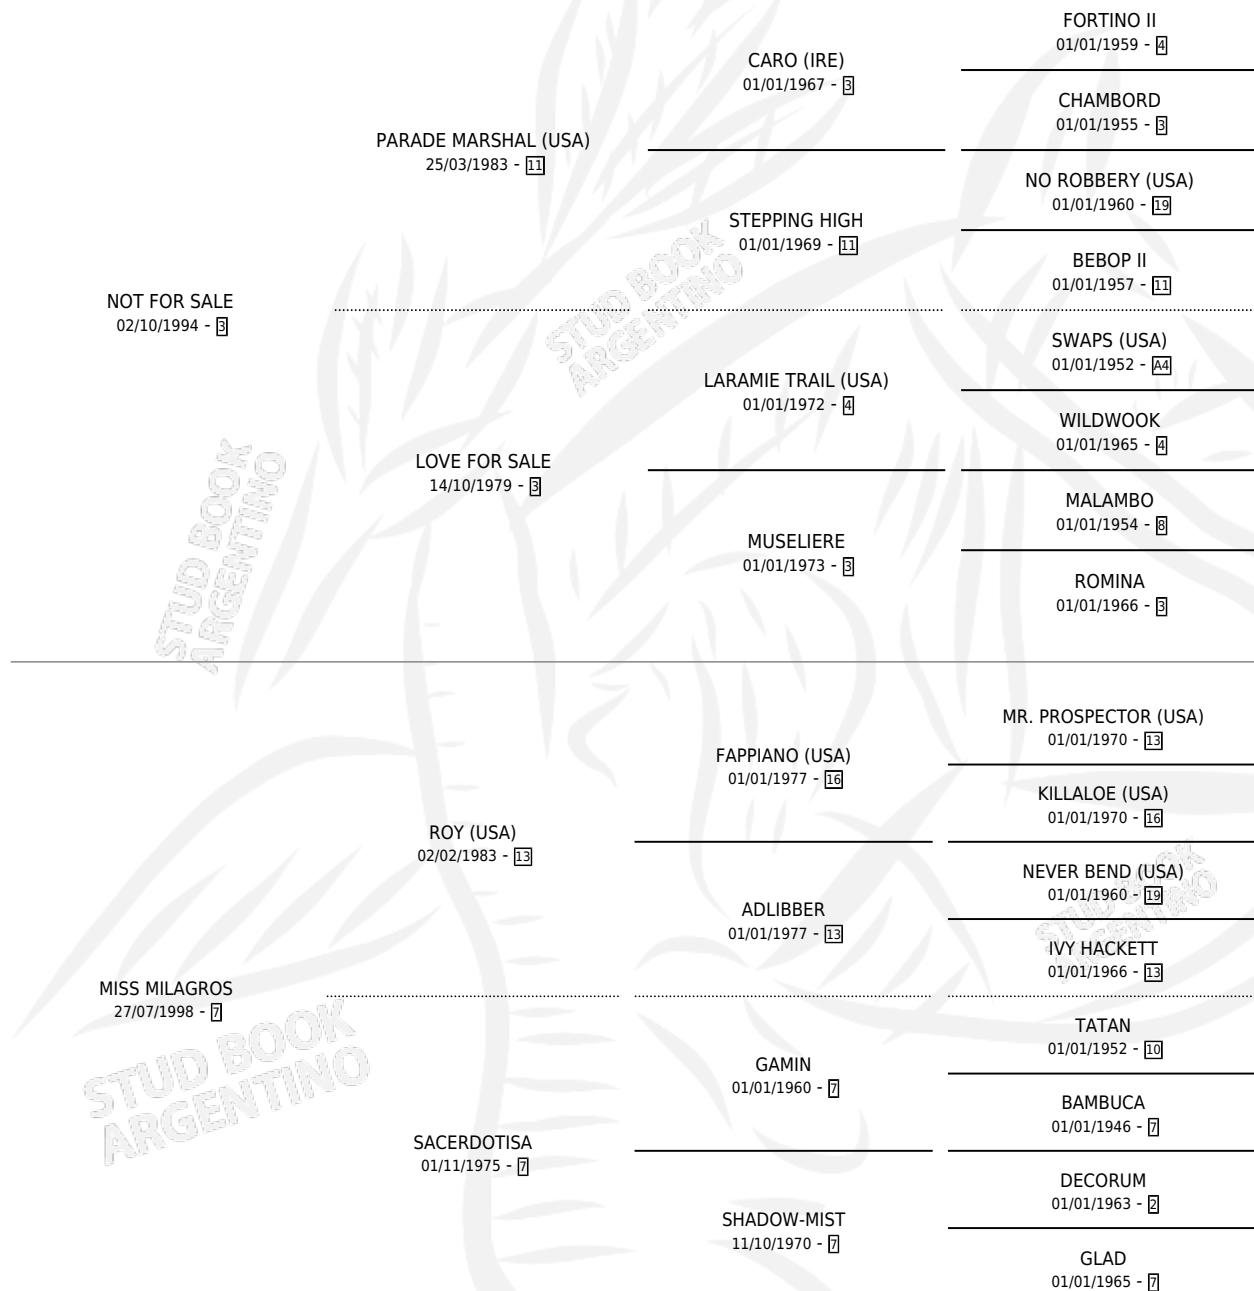 FORTINO II
01/01/1959 - 4
CARO (IRE)
01/01/1967 - 3
CHAMBORD
01/01/1955 - 3
PARADE MARSHAL (USA)
25/03/1983 - 11
NO ROBBERY (USA)
01/01/1960 - 19
STEPPING HIGH
01/01/1969 - 11
BEBOP II
01/01/1957 - 11
NOT FOR SALE
02/10/1994 - 3
STUD BOOK
ARGENTINO
SWAPS (USA)
01/01/1952 - A4
LARAMIE TRAIL (USA)
01/01/1972 - 4
WILDWOOK
01/01/1965 - 4
LOVE FOR SALE
14/10/1979 - 3
MALAMBO
01/01/1954 - 8
MUSELIERE
01/01/1973 - 3
ROMINA
01/01/1966 - 3
STUD BOOK
ARGENTINO
MR. PROSPECTOR (USA)
01/01/1970 - 13
FAPPIANO (USA)
01/01/1977 - 16
KILLALOE (USA)
01/01/1970 - 16
ROY (USA)
02/02/1983 - 13
NEVER BEND (USA)
01/01/1960 - 19
ADLIBBER
01/01/1977 - 13
STUD BOOK
ARGENTINO
IVY HACKETT
01/01/1966 - 13
MISS MILAGROS
27/07/1998 - 7
STUD BOOK
ARGENTINO
TATAN
01/01/1952 - 10
GAMIN
01/01/1960 - 7
BAMBUCA
01/01/1946 - 7
SACERDOTISA
01/11/1975 - 7
DECORUM
01/01/1963 - 2
SHADOW-MIST
11/10/1970 - 7
GLAD
01/01/1965 - 7